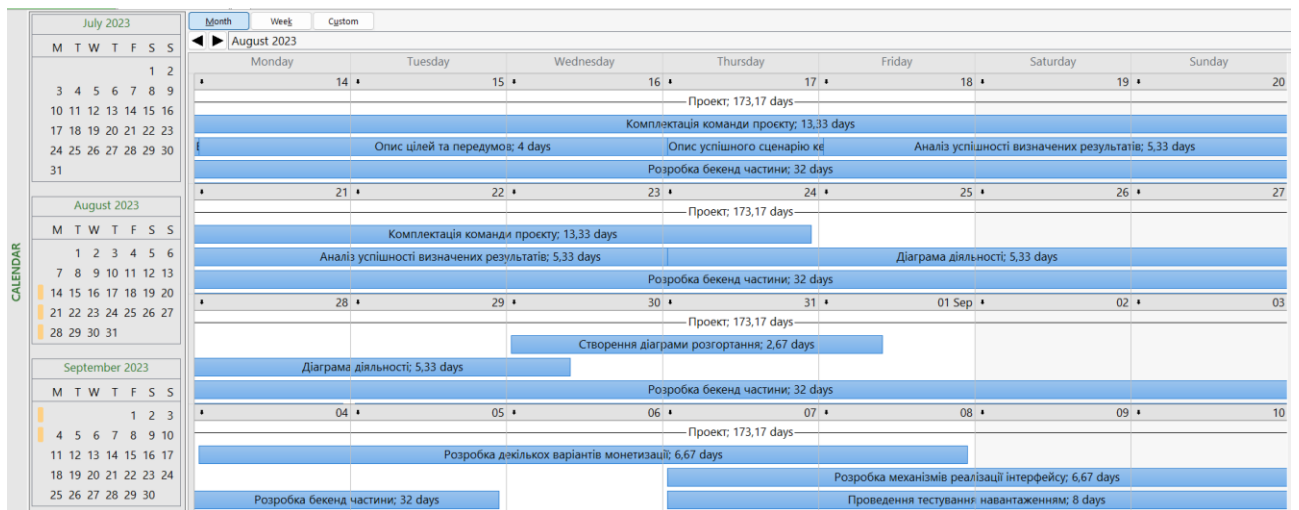 CALENDAR
July 2023
M T W T F S S
1 2
3 4 5 6 7 8 9
10 11 12 13 14 15 16
17 18 19 20 21 22 23
24 25 26 27 28 29 30
31
August 2023
M T W T F S S
1 2 3 4 5 6
7 8 9 10 11 12 13
14 15 16 17 18 19 20
21 22 23 24 25 26 27
28 29 30 31
September 2023
M T W T F S S
1 2 3
4 5 6 7 8 9 10
11 12 13 14 15 16 17
18 19 20 21 22 23 24
25 26 27 28 29 30
Month Week Custom
August 2023
Monday Tuesday Wednesday Thursday Friday Saturday Sunday
14 15 16 17 18 19 20
Проект; 173,17 days
Комплектація команди проєкту; 13,33 days
Опис цілей та передумов; 4 days Опис успішного сценарію ке Аналіз успішності визначених результатів; 5,33 days
Розробка бекенд частини; 32 days
21 22 23 24 25 26 27
Проект; 173,17 days
Комплектація команди проєкту; 13,33 days
Аналіз успішності визначених результатів; 5,33 days Діаграма діяльності; 5,33 days
Розробка бекенд частини; 32 days
28 29 30 31 01 Sep 02 03
Проект; 173,17 days
Створення діаграми розгортання; 2,67 days
Діаграма діяльності; 5,33 days
Розробка бекенд частини; 32 days
04 05 06 07 08 09 10
Проект; 173,17 days
Розробка декількох варіантів монетизації; 6,67 days
Розробка механізмів реалізації інтерфейсу; 6,67 days
Розробка бекенд частини; 32 days Проведення тестування навантаженням; 8 days